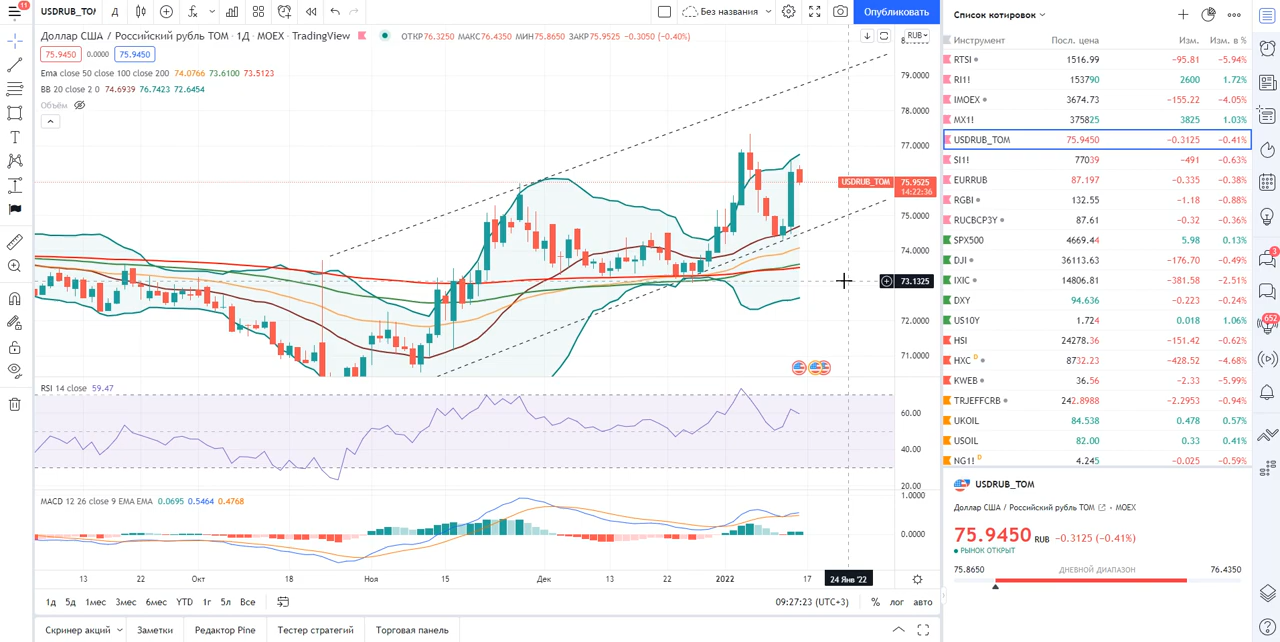 11
USDRUB_TOM
Д
Без названия
Опубликовать
Доллар США / Российский рубль ТОМ · 1Д · MOEX · TradingView
ОТКР76.3250 МАКС76.4350 МИН75.8650 ЗАКР75.9525 −0.3050 (−0.40%)
RUB
75.9450 0.0000 75.9450
Ema close 50 close 100 close 200 74.0766 73.6100 73.5123
BB 20 close 2 0 74.6939 76.7423 72.6454
Объём
79.0000
78.0000
77.0000
USDRUB_TOM 75.9525
14:22:36
75.0000
74.0000
73.1325
72.0000
71.0000
RSI 14 close 59.47
60.00
40.00
20.00
MACD 12 26 close 9 EMA EMA 0.0695 0.5464 0.4768
1.0000
0.0000
13 22 Окт 18 Ноя 15 Дек 13 22 2022 17 24 Янв '22
1д 5д 1мес 3мес 6мес YTD 1г 5л Все
09:27:23 (UTC+3) % лог авто
Скринер акций Заметки Редактор Pine Тестер стратегий Торговая панель
Список котировок
Инструмент Посл. цена Изм. Изм. в %
RTSI 1516.99 −95.81 −5.94%
RI1! 153790 2600 1.72%
IMOEX 3674.73 −155.22 −4.05%
MX1! 375825 3825 1.03%
USDRUB_TOM 75.9450 −0.3125 −0.41%
SI1! 77039 −491 −0.63%
EURRUB 87.197 −0.335 −0.38%
RGBI 132.55 −1.18 −0.88%
RUCBCP3Y 87.61 −0.32 −0.36%
SPX500 4669.44 5.98 0.13%
DJI 36113.63 −176.70 −0.49%
IXIC 14806.81 −381.58 −2.51%
DXY 94.636 −0.223 −0.24%
US10Y 1.724 0.018 1.06%
HSI 24278.36 −151.42 −0.62%
HXC D 8732.23 −428.52 −4.68%
KWEB 36.56 −2.33 −5.99%
TRJEFFCRB 242.8988 −2.2953 −0.94%
UKOIL 84.538 0.478 0.57%
USOIL 82.00 0.33 0.41%
NG1! D 4.245 −0.025 −0.59%
USDRUB_TOM
Доллар США / Российский рубль ТОМ · MOEX
75.9450 RUB −0.3125 (−0.41%)
РЫНОК ОТКРЫТ
75.8650 ДНЕВНОЙ ДИАПАЗОН 76.4350
3
652